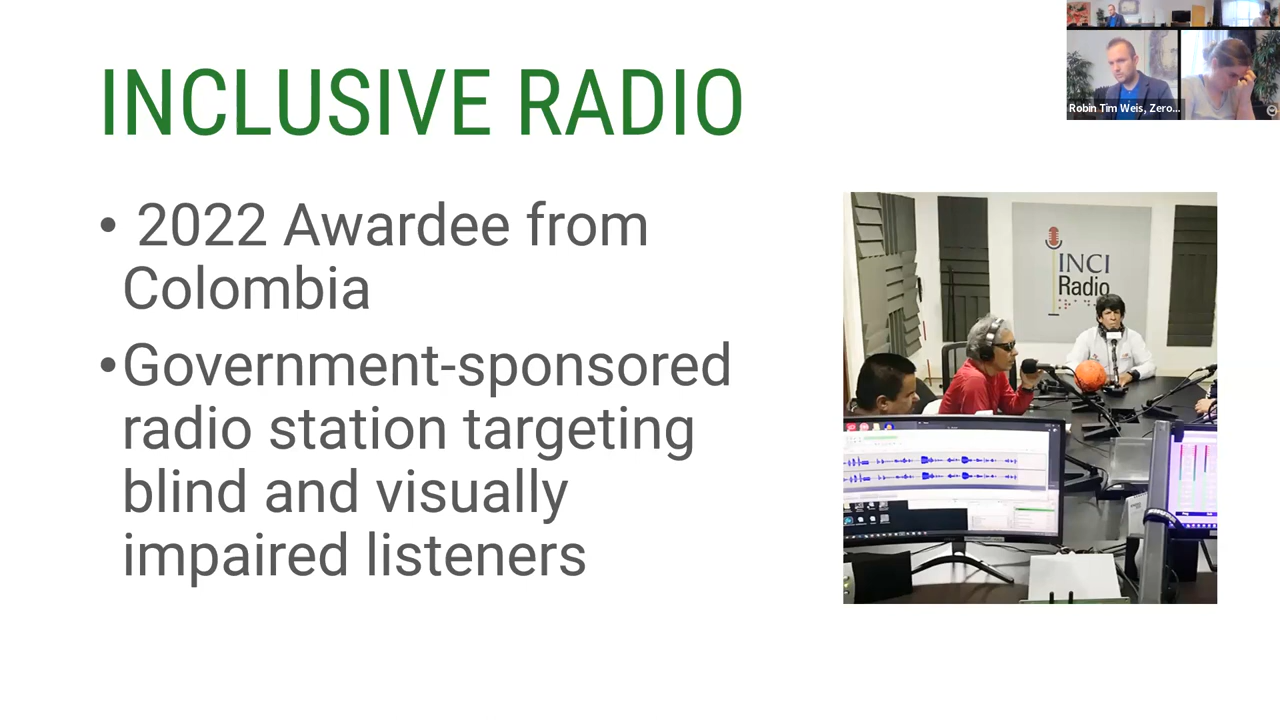 INCLUSIVE RADIO
• 2022 Awardee from
Colombia
•Government-sponsored
radio station targeting
blind and visually
impaired listeners
INCI
Radio
Robin Tim Weis, Zero...